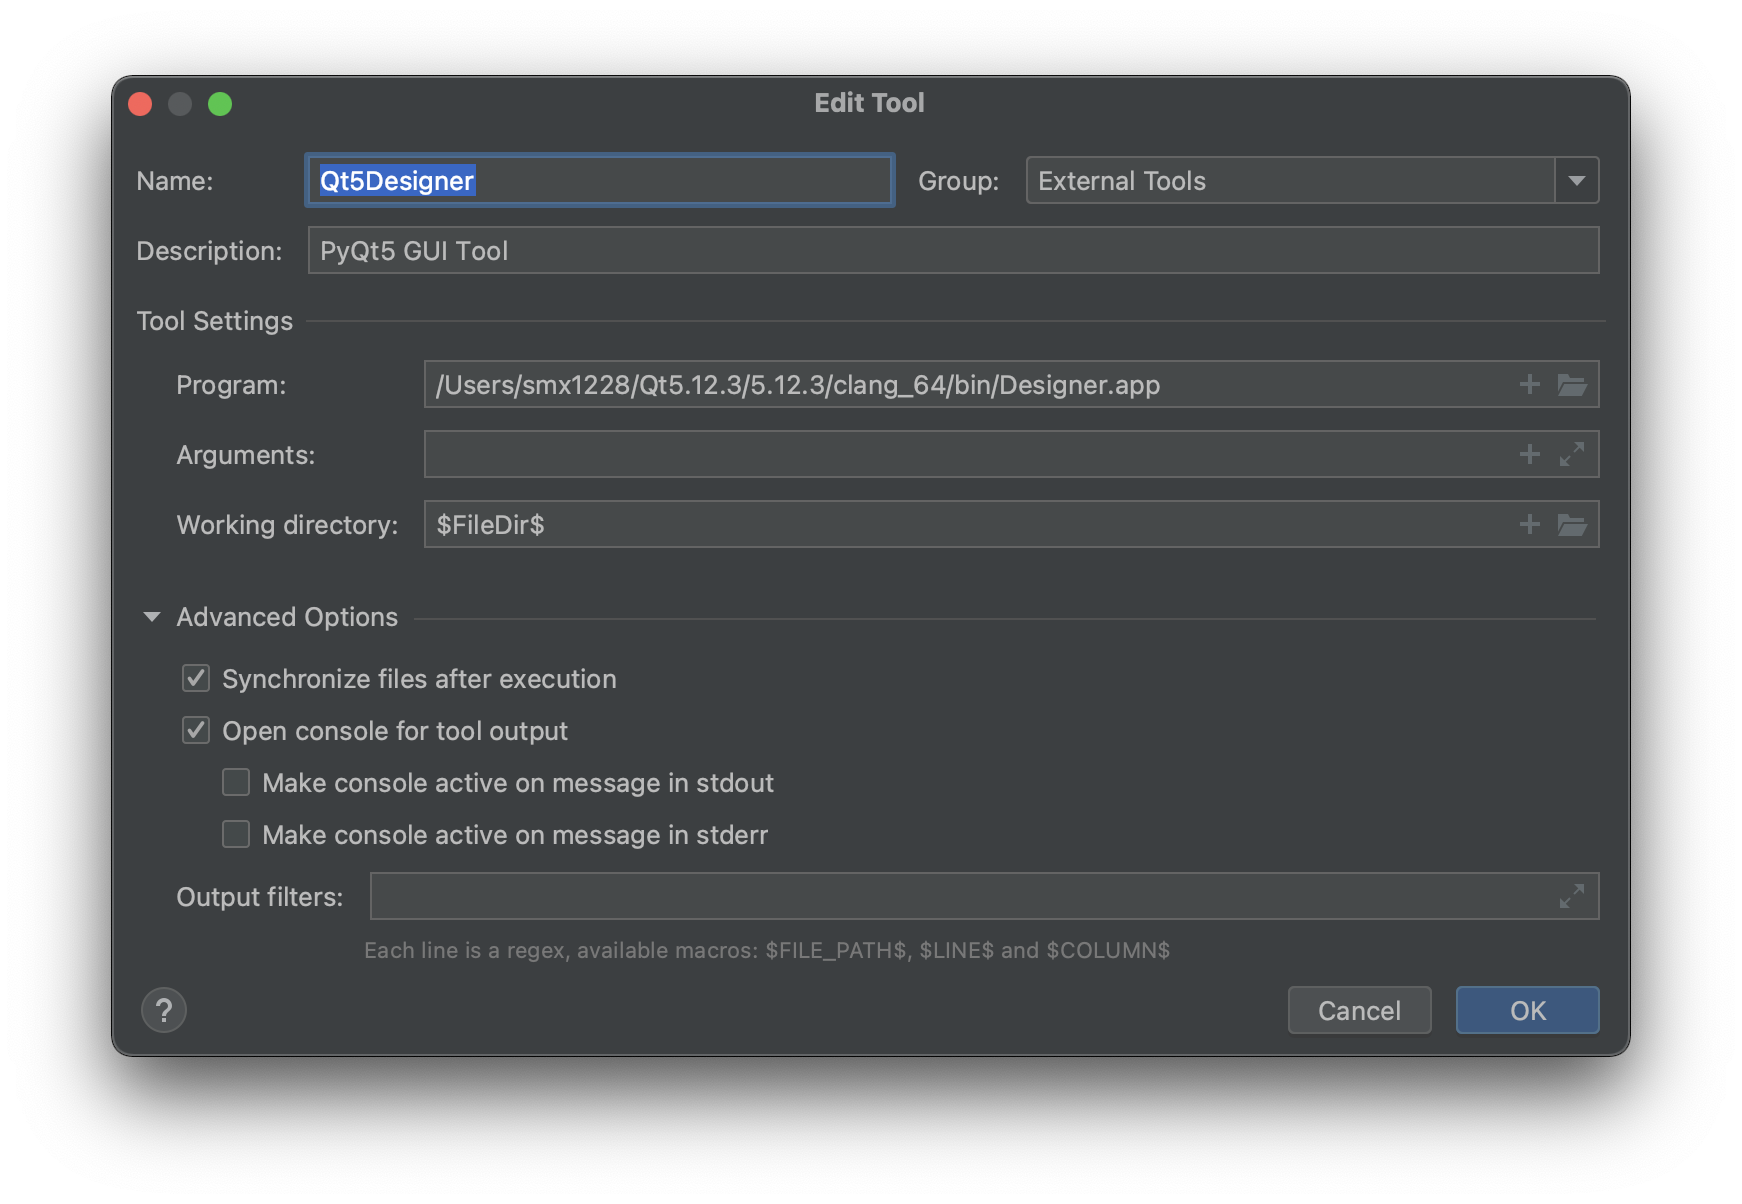 Edit Tool
Name: Qt5Designer Group: External Tools
Description: PyQt5 GUI Tool
Tool Settings
Program: /Users/smx1228/Qt5.12.3/5.12.3/clang_64/bin/Designer.app
Arguments:
Working directory: $FileDir$
Advanced Options
Synchronize files after execution
Open console for tool output
Make console active on message in stdout
Make console active on message in stderr
Output filters:
Each line is a regex, available macros: $FILE_PATH$, $LINE$ and $COLUMN$
? Cancel OK